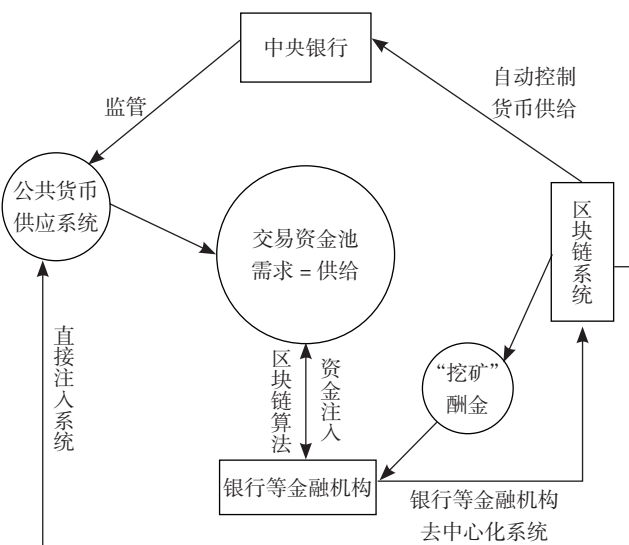 中央银行
自动控制
货币供给
监管
公共货币
供应系统
交易资金池
需求 = 供给
区块链系统
直接注入系统
区块链算法
资金注入
“挖矿”
酬金
银行等金融机构
银行等金融机构
去中心化系统